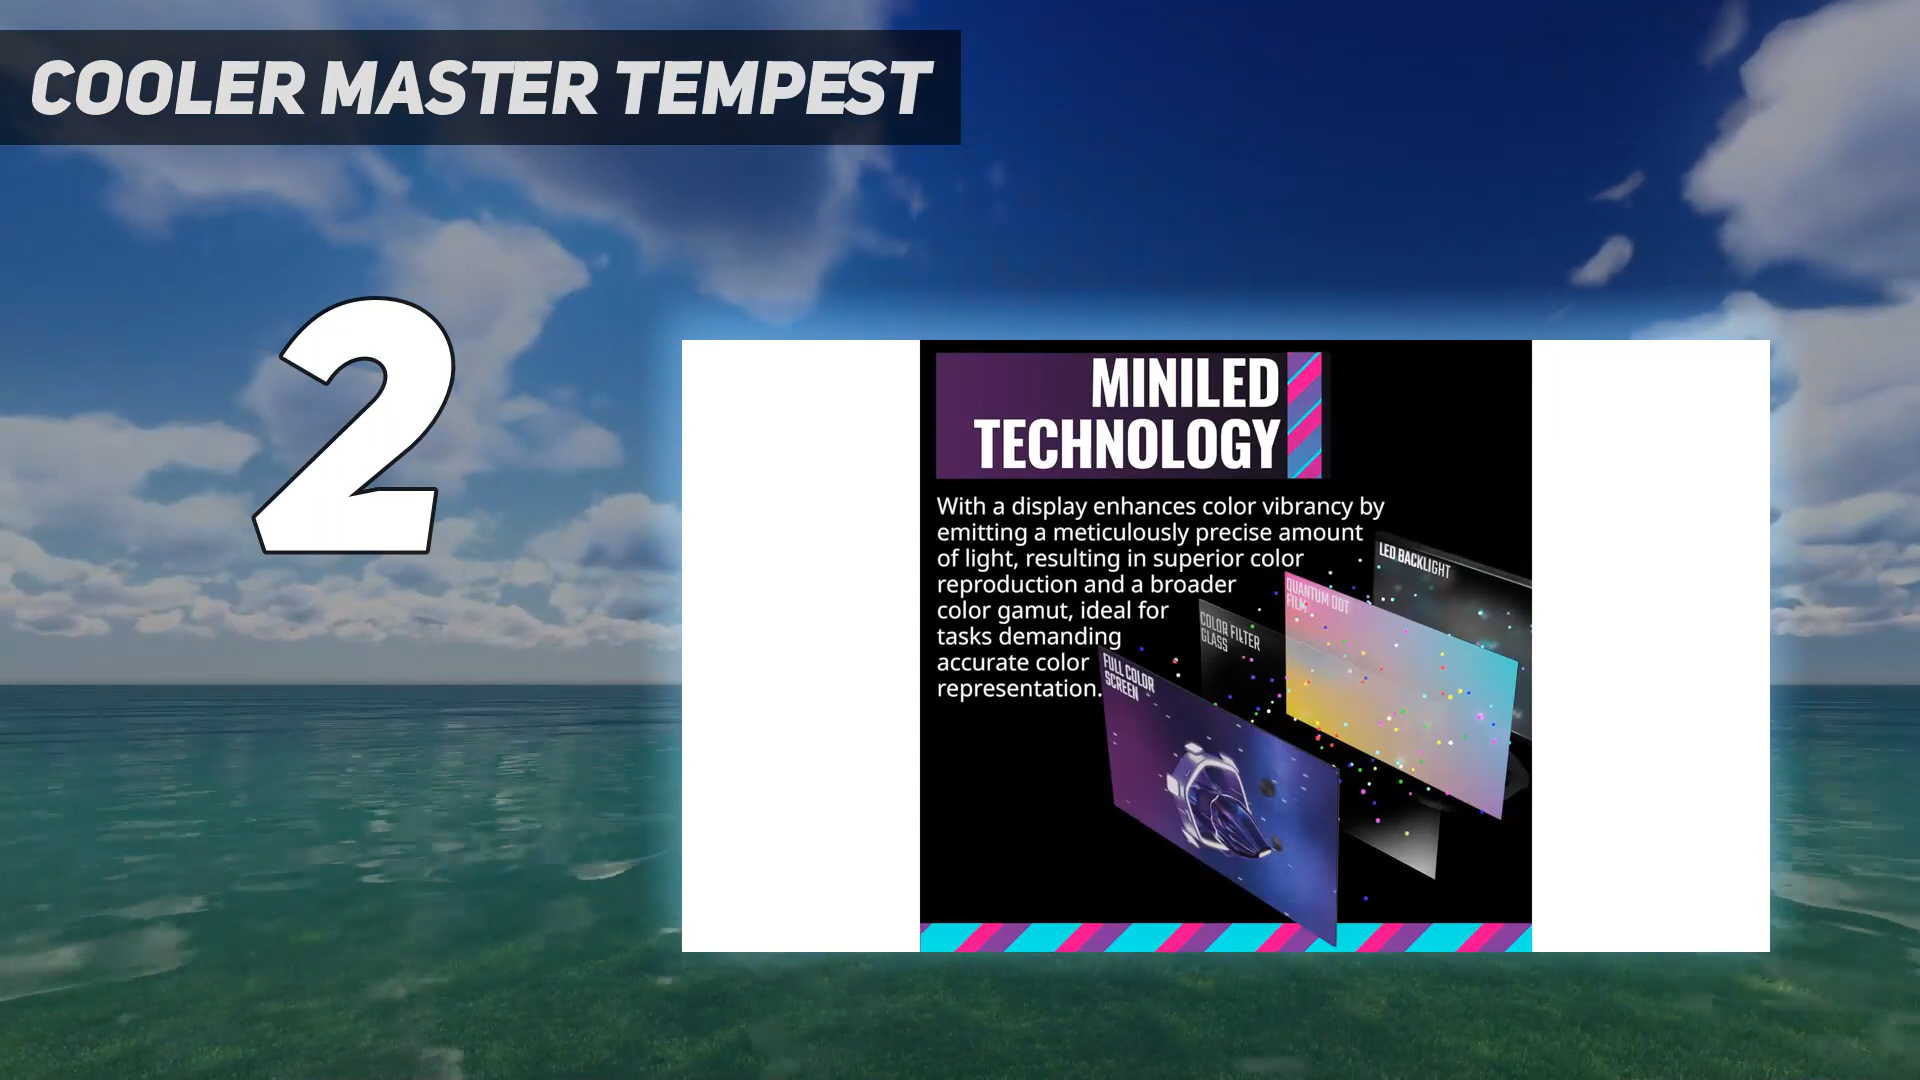 COOLER MASTER TEMPEST
2
MINILED
TECHNOLOGY
With a display enhances color vibrancy by
emitting a meticulously precise amount
of light, resulting in superior color
reproduction and a broader
color gamut, ideal for
tasks demanding
accurate color
representation.
LED BACKLIGHT
QUANTUM DOT
FILM
COLOR FILTER
GLASS
FULL COLOR
SCREEN